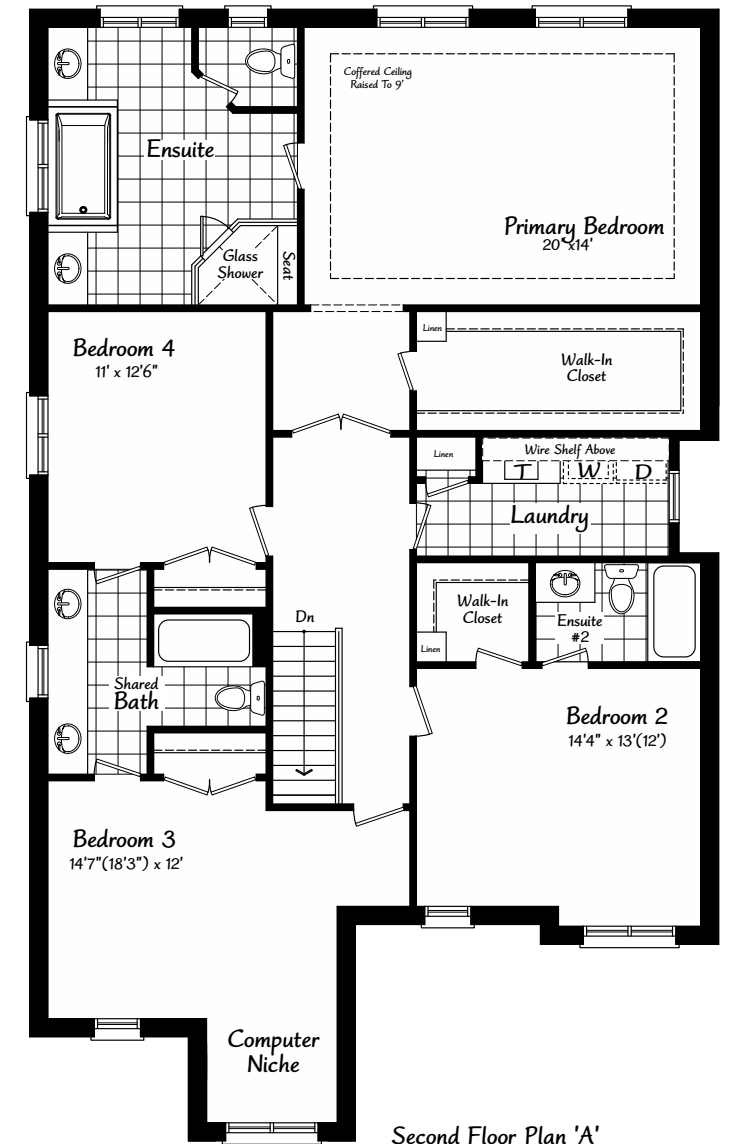 Coffered Ceiling
Raised To 9'
Ensuite
Primary Bedroom
20' x14'
Glass
Shower
Seat
Bedroom 4
11' x 12'6"
Linen
Walk-In
Closet
Linen
Wire Shelf Above
T W D
Laundry
Walk-In
Closet
Linen
Ensuite
#2
Dn
Shared
Bath
Bedroom 2
14'4" x 13'(12')
Bedroom 3
14'7"(18'3") x 12'
Computer
Niche
Second Floor Plan 'A'